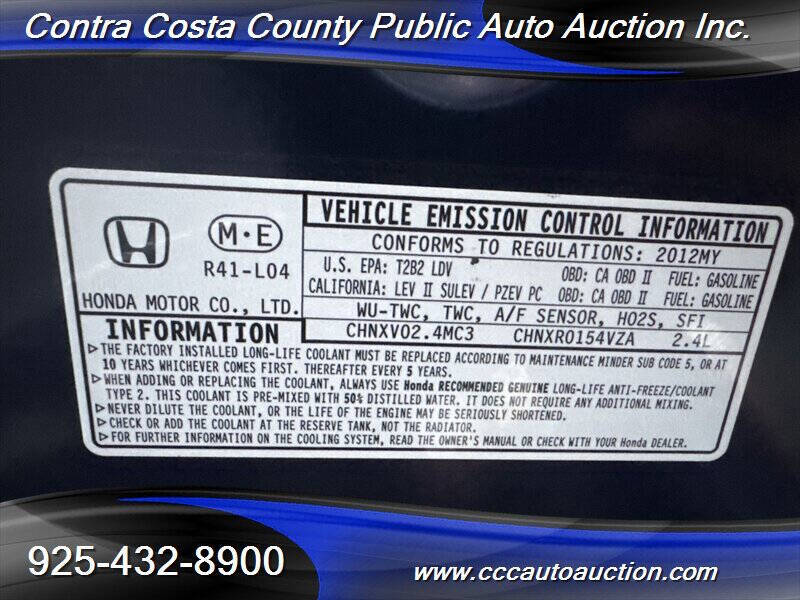 Contra Costa County Public Auto Auction Inc.
M·E
R41-L04
HONDA MOTOR CO., LTD.
VEHICLE EMISSION CONTROL INFORMATION
CONFORMS TO REGULATIONS: 2012MY
U.S. EPA: T2B2 LDV OBD: CA OBD II FUEL: GASOLINE
CALIFORNIA: LEV II SULEV / PZEV PC OBD: CA OBD II FUEL: GASOLINE
WU-TWC, TWC, A/F SENSOR, HO2S, SFI
CHNXV02.4MC3 CHNXR0154VZA 2.4L
INFORMATION
▷THE FACTORY INSTALLED LONG-LIFE COOLANT MUST BE REPLACED ACCORDING TO MAINTENANCE MINDER SUB CODE 5, OR AT
10 YEARS WHICHEVER COMES FIRST. THEREAFTER EVERY 5 YEARS.
▷WHEN ADDING OR REPLACING THE COOLANT, ALWAYS USE Honda RECOMMENDED GENUINE LONG-LIFE ANTI-FREEZE/COOLANT
TYPE 2. THIS COOLANT IS PRE-MIXED WITH 50% DISTILLED WATER. IT DOES NOT REQUIRE ANY ADDITIONAL MIXING.
▷NEVER DILUTE THE COOLANT, OR THE LIFE OF THE ENGINE MAY BE SERIOUSLY SHORTENED.
▷CHECK OR ADD THE COOLANT AT THE RESERVE TANK, NOT THE RADIATOR.
▷FOR FURTHER INFORMATION ON THE COOLING SYSTEM, READ THE OWNER'S MANUAL OR CHECK WITH YOUR Honda DEALER.
925-432-8900
www.cccautoauction.com